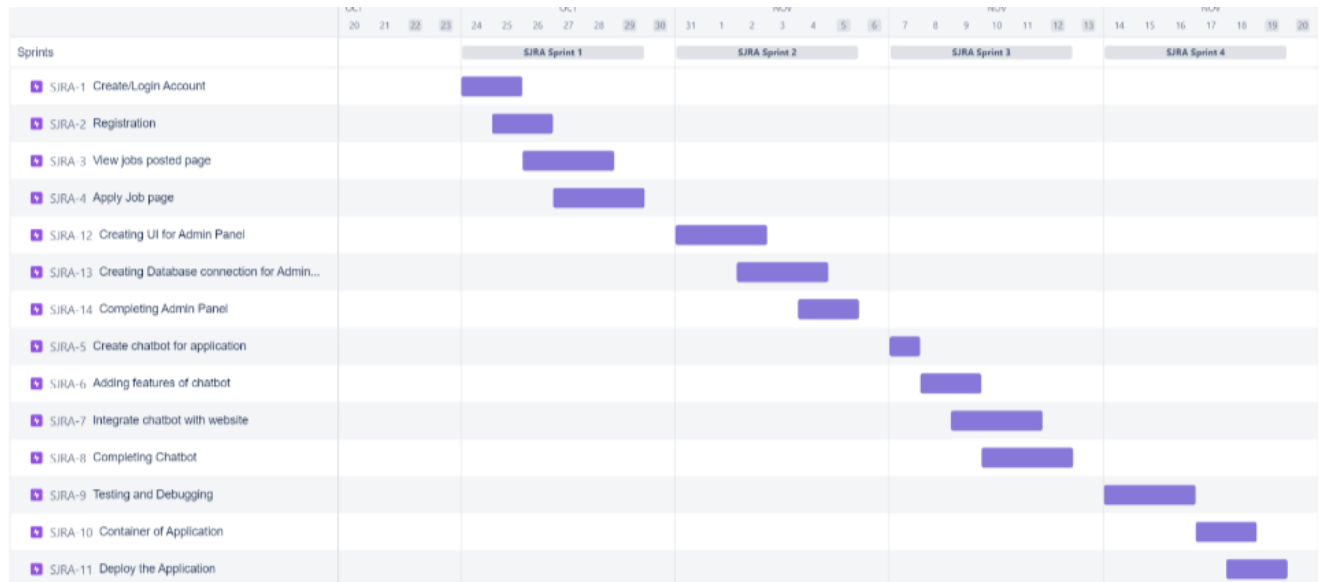 OCT OCT NOV NOV NOV
20 21 22 23 24 25 26 27 28 29 30 31 1 2 3 4 5 6 7 8 9 10 11 12 13 14 15 16 17 18 19 20
Sprints SJRA Sprint 1 SJRA Sprint 2 SJRA Sprint 3 SJRA Sprint 4
SJRA-1 Create/Login Account
SJRA-2 Registration
SJRA-3 View jobs posted page
SJRA-4 Apply Job page
SJRA-12 Creating UI for Admin Panel
SJRA-13 Creating Database connection for Admin...
SJRA-14 Completing Admin Panel
SJRA-5 Create chatbot for application
SJRA-6 Adding features of chatbot
SJRA-7 Integrate chatbot with website
SJRA-8 Completing Chatbot
SJRA-9 Testing and Debugging
SJRA-10 Container of Application
SJRA-11 Deploy the Application